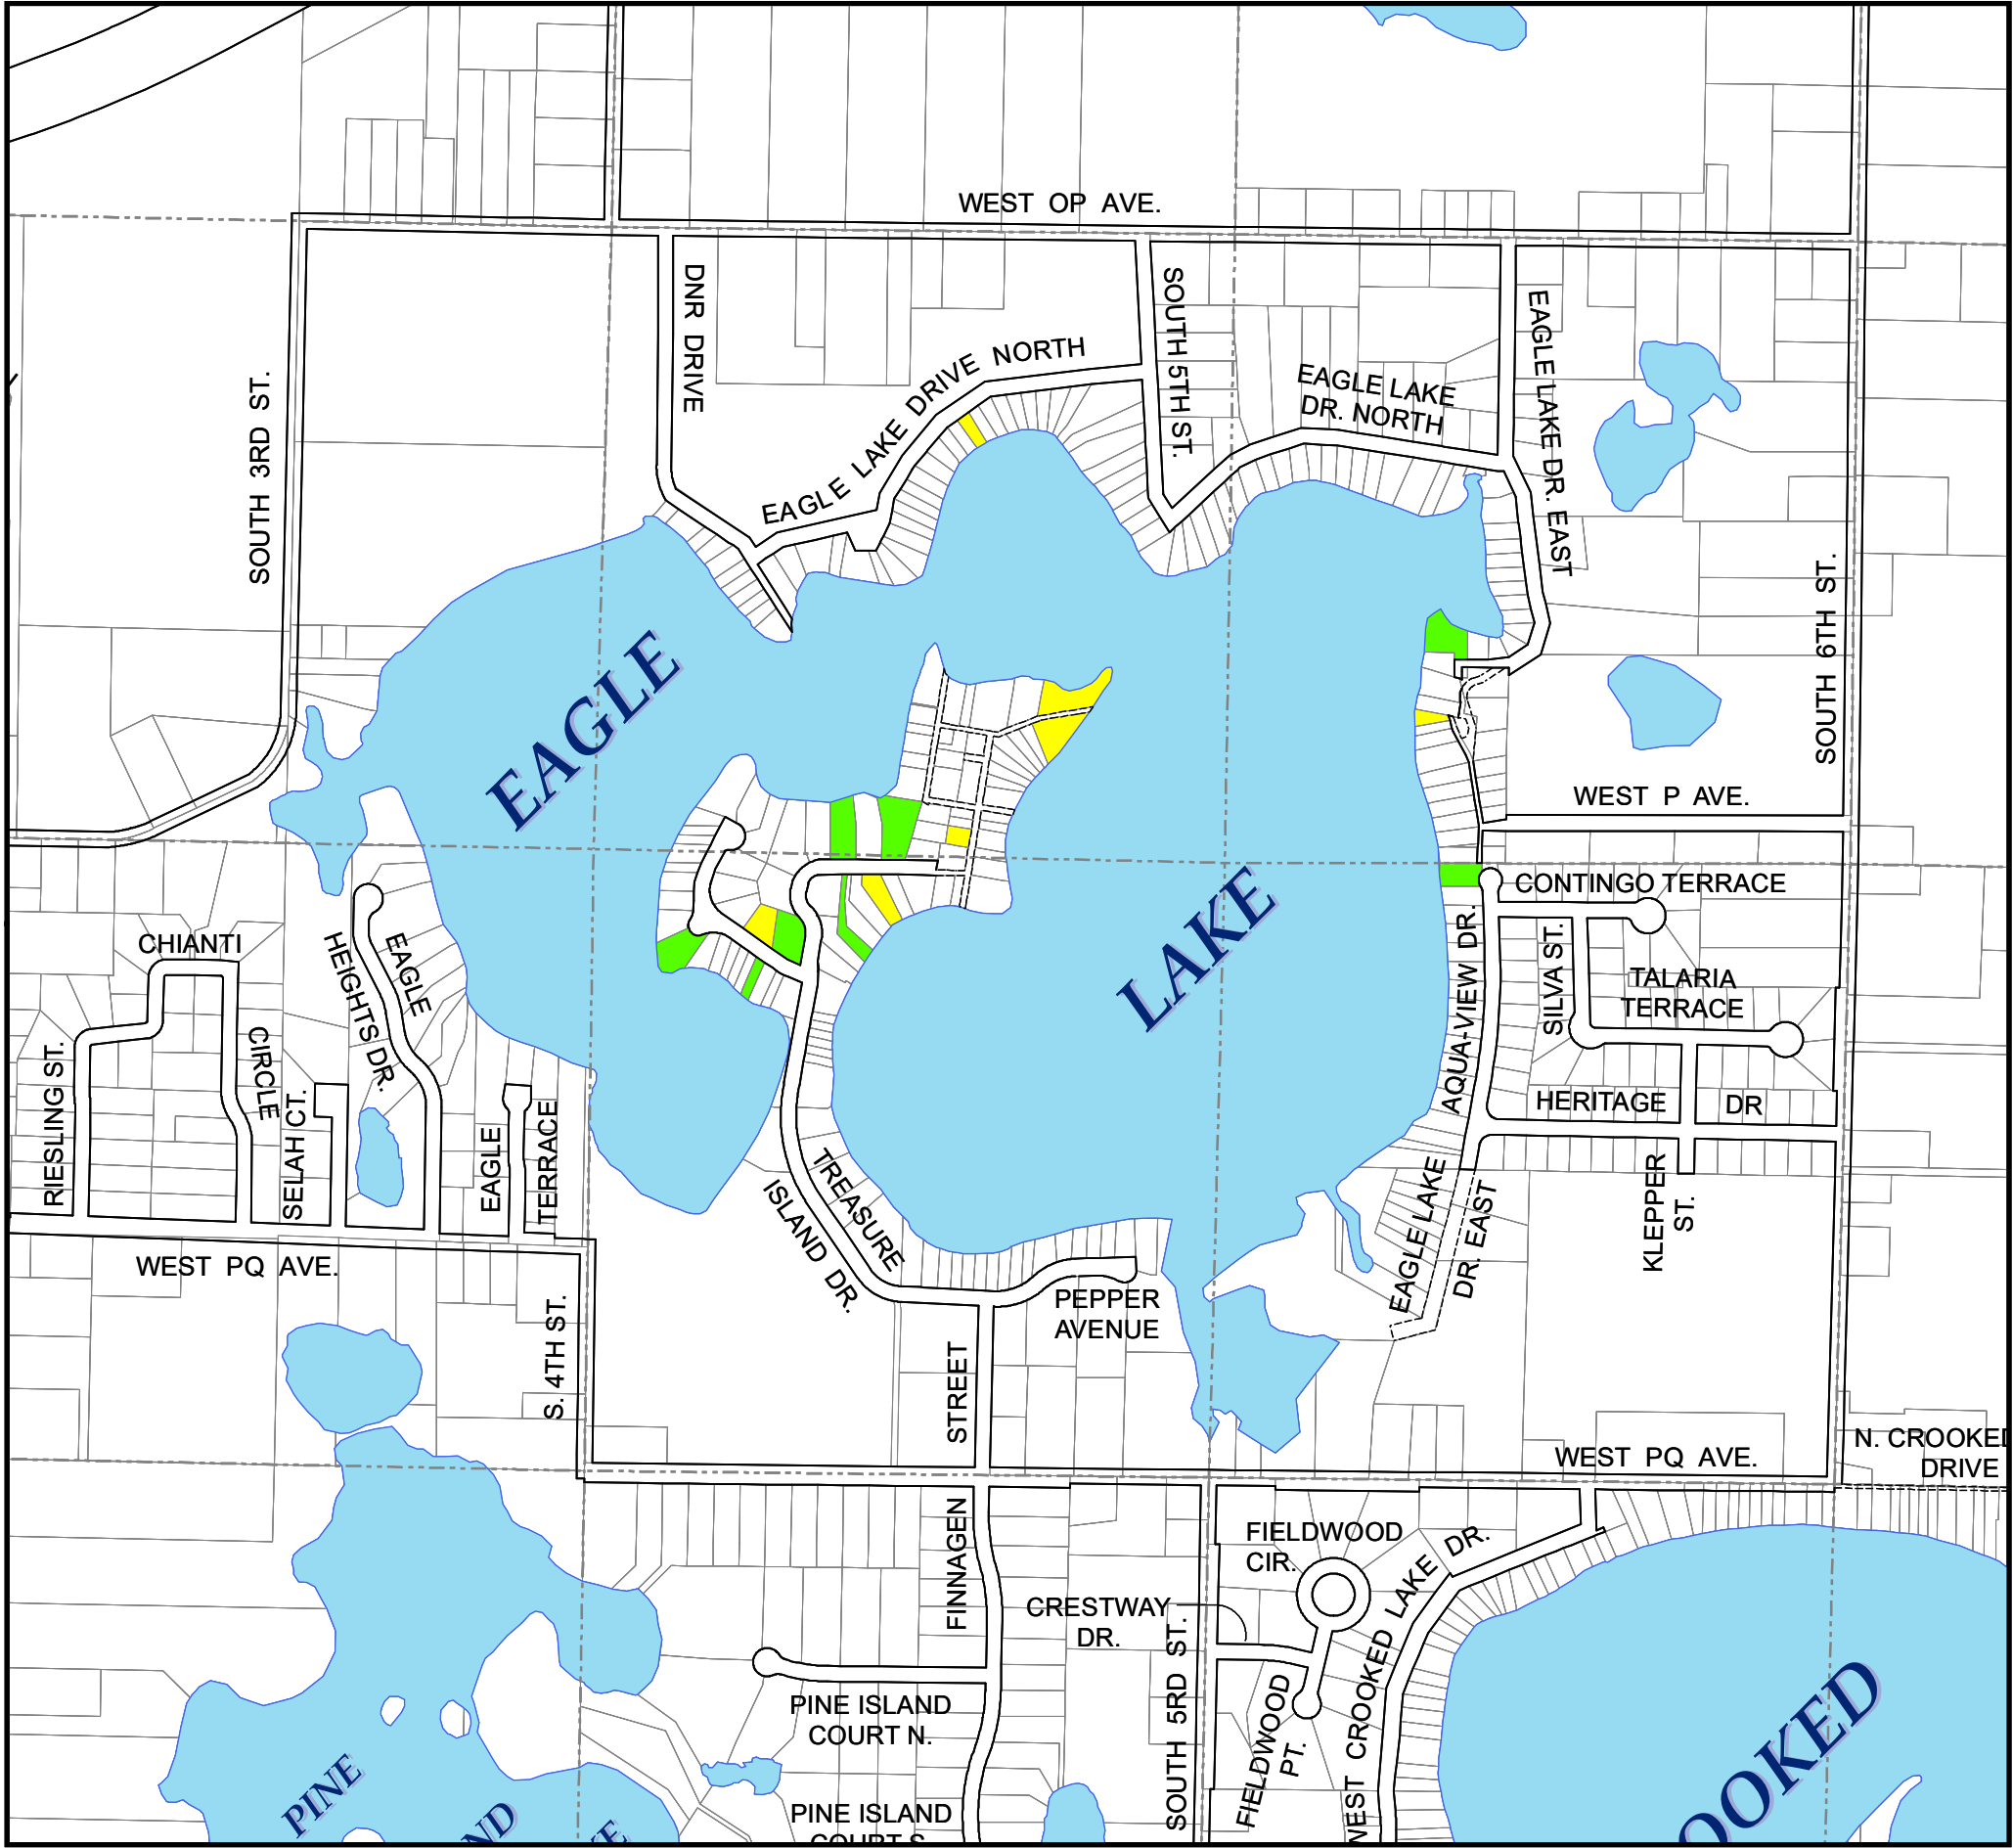 WEST OP AVE.
DNR DRIVE
SOUTH 5TH ST.
EAGLE LAKE DR. EAST
EAGLE LAKE DRIVE NORTH
EAGLE LAKE
DR. NORTH
SOUTH 3RD ST.
SOUTH 6TH ST.
EAGLE
LAKE
WEST P AVE.
CONTINGO TERRACE
CHIANTI
CIRCLE
EAGLE
HEIGHTS DR.
AQUA-VIEW DR.
SILVA ST.
TALARIA
TERRACE
RIESLING ST.
SELAH CT.
EAGLE
TERRACE
HERITAGE DR
KLEPPER
ST.
TREASURE
ISLAND DR.
EAGLE LAKE
DR. EAST
WEST PQ AVE.
S. 4TH ST.
PEPPER
AVENUE
STREET
FINNAGEN
WEST PQ AVE.
N. CROOKED
DRIVE
FIELDWOOD
CIR.
WEST CROOKED LAKE DR.
CRESTWAY
DR.
SOUTH 5RD ST.
FIELDWOOD
PT.
PINE ISLAND
COURT N.
PINE ISLAND
COURT S
PINE
ND
KE
OOKED